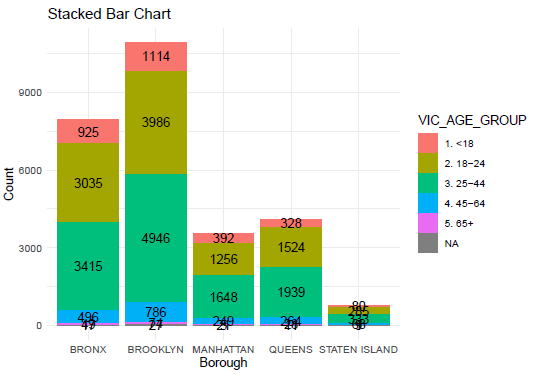 Stacked Bar Chart
Count
9000
6000
3000
0
925
3035
3415
496
1114
3986
4946
786
392
1256
1648
249
328
1524
1939
264
80
BRONX
BROOKLYN
MANHATTAN
QUEENS
STATEN ISLAND
Borough
VIC_AGE_GROUP
1. <18
2. 18−24
3. 25−44
4. 45−64
5. 65+
NA